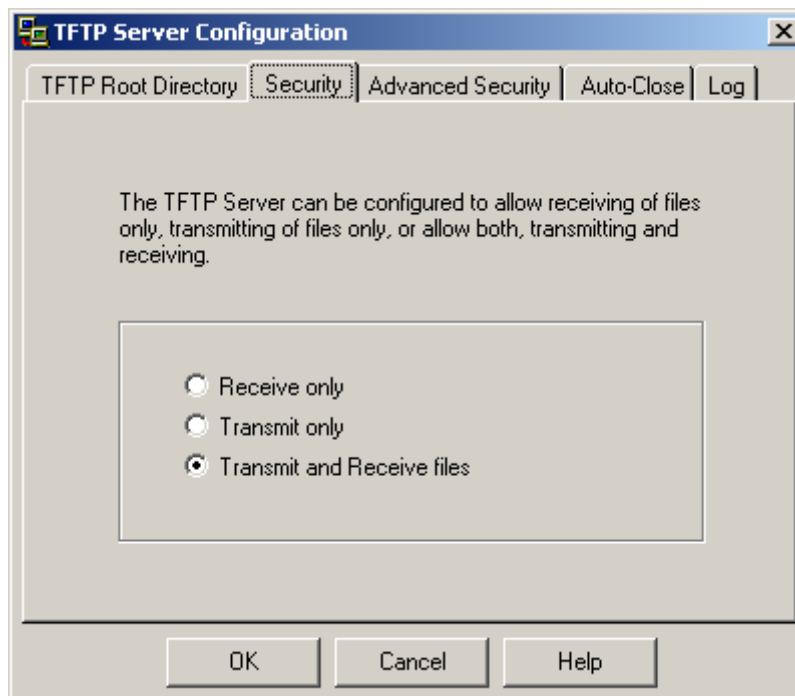 TFTP Server Configuration
TFTP Root Directory Security Advanced Security Auto-Close Log
The TFTP Server can be configured to allow receiving of files
only, transmitting of files only, or allow both, transmitting and
receiving.
Receive only
Transmit only
Transmit and Receive files
OK Cancel Help